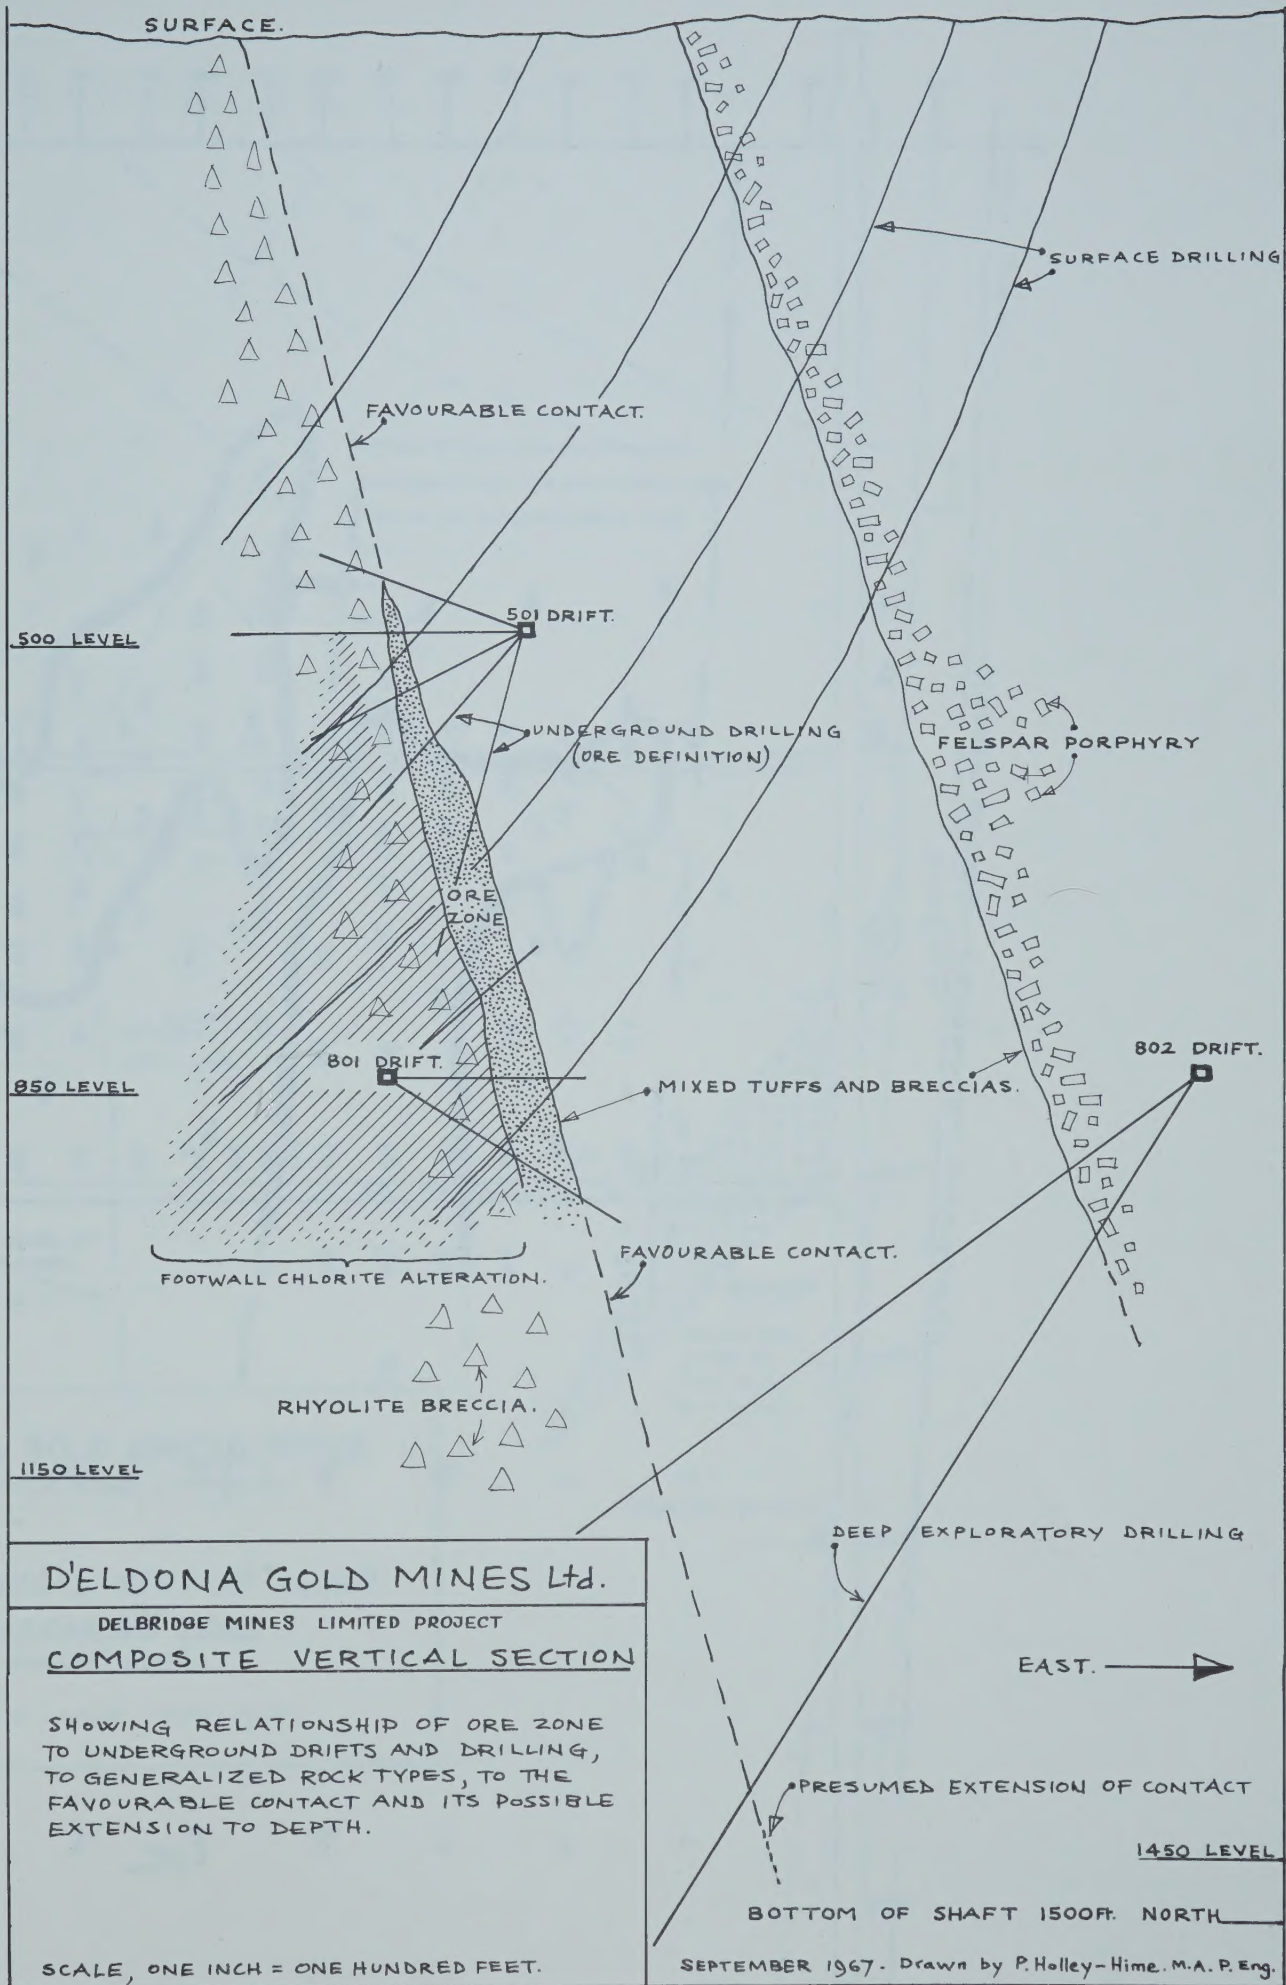 SURFACE.
SURFACE DRILLING
FAVOURABLE CONTACT.
501 DRIFT.
500 LEVEL
UNDERGROUND DRILLING
(ORE DEFINITION)
FELSPAR PORPHYRY
ORE
ZONE
801 DRIFT.
802 DRIFT.
850 LEVEL
MIXED TUFFS AND BRECCIAS.
FAVOURABLE CONTACT.
FOOTWALL CHLORITE ALTERATION.
RHYOLITE BRECCIA.
1150 LEVEL
DEEP EXPLORATORY DRILLING
D'ELDONA GOLD MINES Ltd.
DELBRIDGE MINES LIMITED PROJECT
COMPOSITE VERTICAL SECTION
SHOWING RELATIONSHIP OF ORE ZONE
TO UNDERGROUND DRIFTS AND DRILLING,
TO GENERALIZED ROCK TYPES, TO THE
FAVOURABLE CONTACT AND ITS POSSIBLE
EXTENSION TO DEPTH.
SCALE, ONE INCH = ONE HUNDRED FEET.
EAST.
PRESUMED EXTENSION OF CONTACT
1450 LEVEL
BOTTOM OF SHAFT 1500Ft. NORTH
SEPTEMBER 1967. Drawn by P. Holley-Hime. M.A. P. Eng.